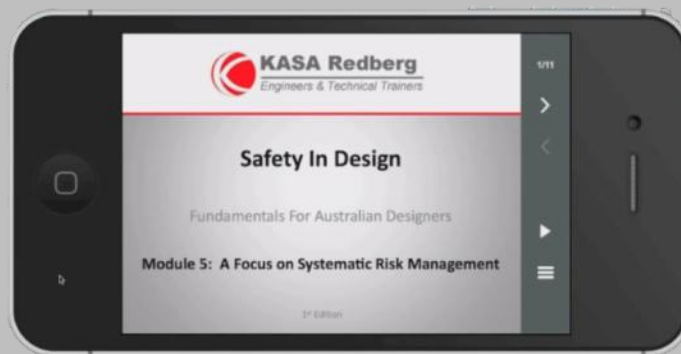 KASA Redberg
Engineers & Technical Trainers
1/11
Safety In Design
Fundamentals For Australian Designers
Module 5: A Focus on Systematic Risk Management
1st Edition